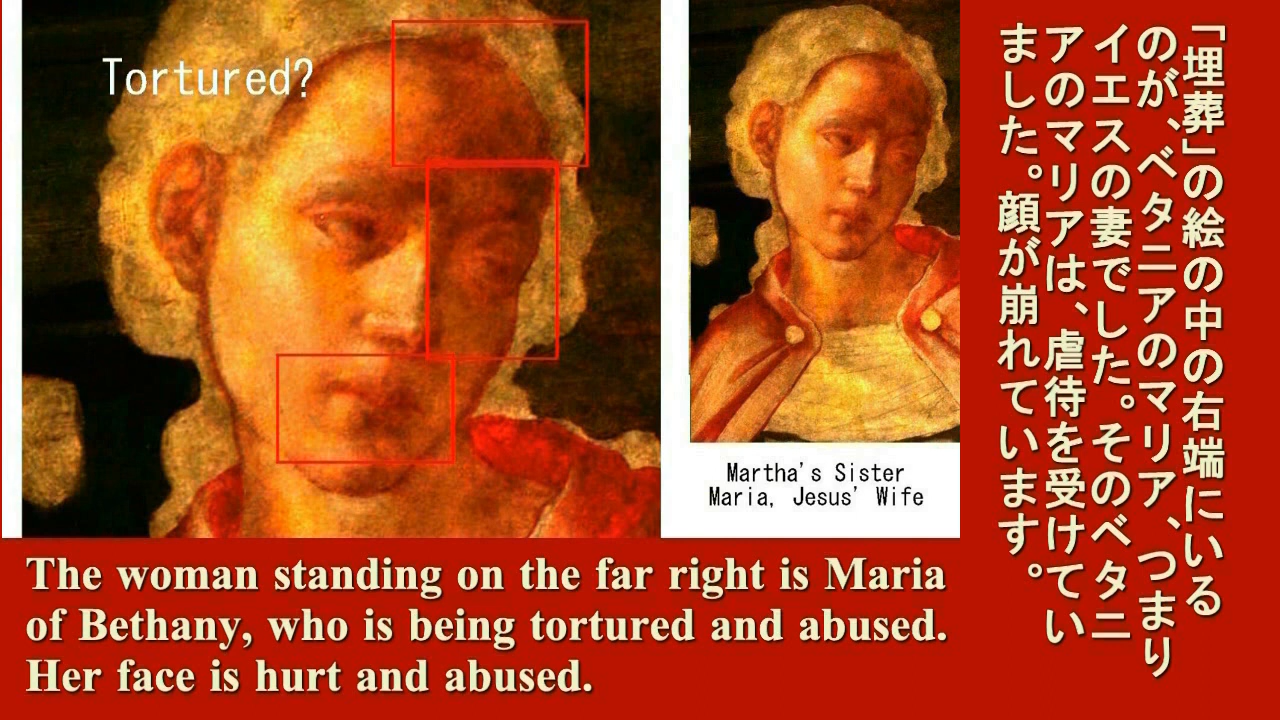 Tortured?
Martha's Sister
Maria, Jesus' Wife
「埋葬」の絵の中の右端にいる
のが、ベタニアのマリア、つまり
イエスの妻でした。そのベタニ
アのマリアは、虐待を受けてい
ました。顔が崩れています。
The woman standing on the far right is Maria
of Bethany, who is being tortured and abused.
Her face is hurt and abused.